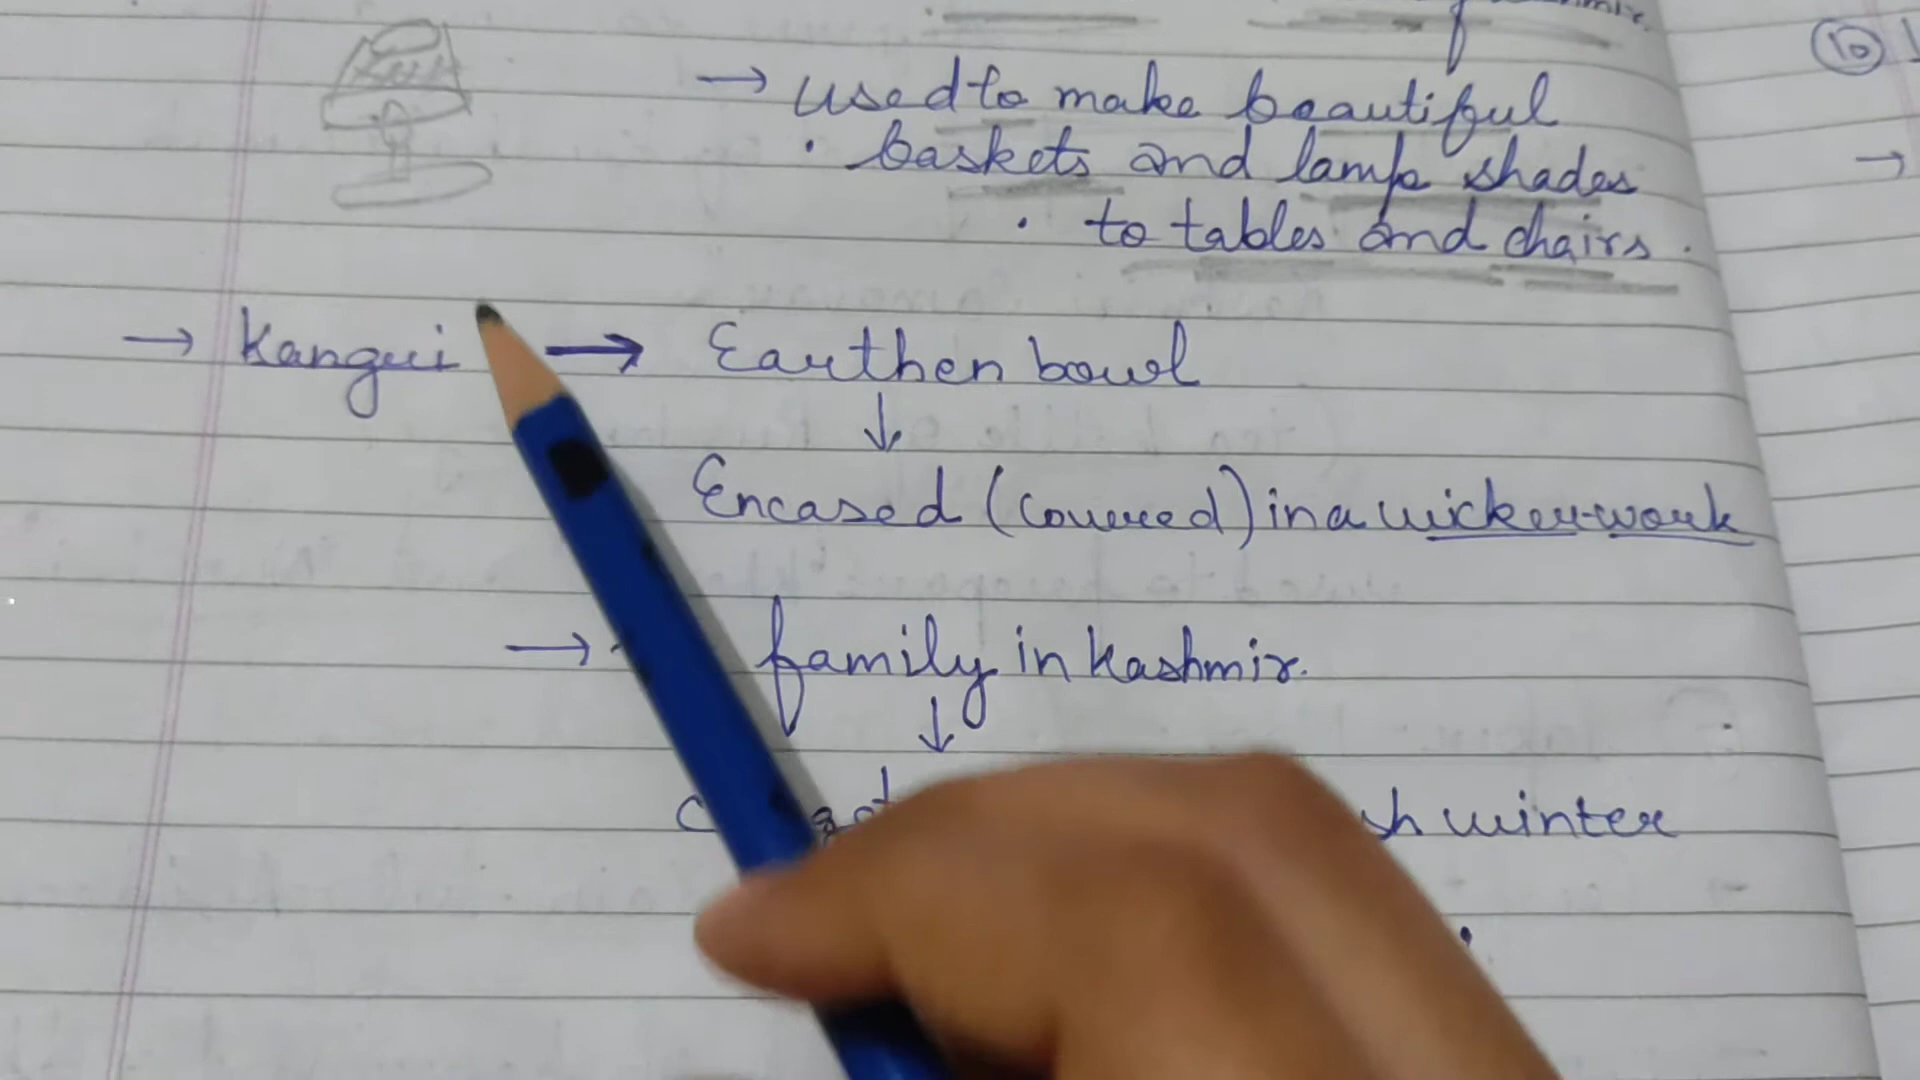 → used to make beautiful
· baskets and lamp shades
· to tables and chairs.
→ Kangri → Earthen bowl
↓
Encased (covered) in a wicker-work
→ family in Kashmir.
↓
winter
10
→